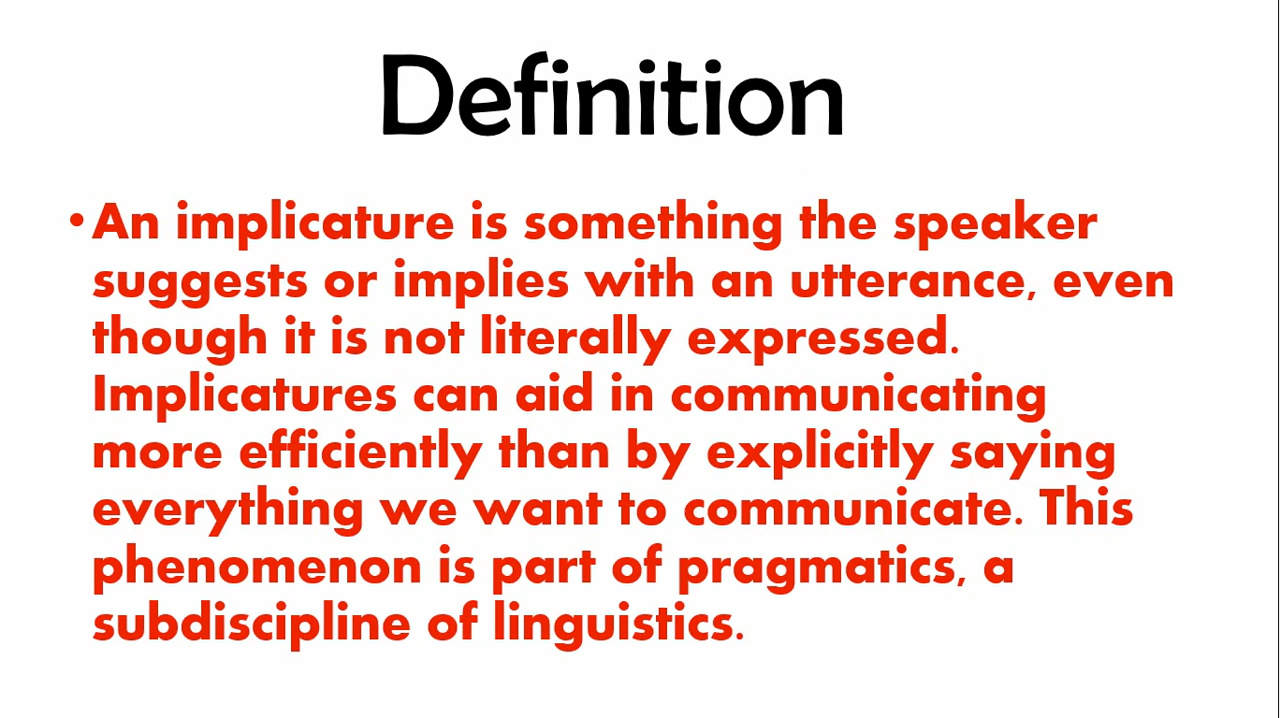 Definition
•An implicature is something the speaker
suggests or implies with an utterance, even
though it is not literally expressed.
Implicatures can aid in communicating
more efficiently than by explicitly saying
everything we want to communicate. This
phenomenon is part of pragmatics, a
subdiscipline of linguistics.